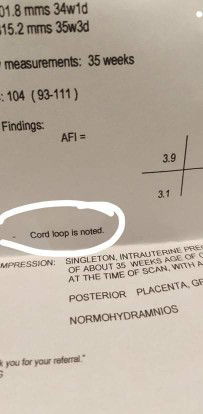 01.8 mms 34w1d
15.2 mms 35w3d
measurements: 35 weeks
: 104 (93-111)
Findings:
AFI =
3.9
3.1
- Cord loop is noted.
MPRESSION: SINGLETON, INTRAUTERINE PRE
OF ABOUT 35 WEEKS AGE OF G
AT THE TIME OF SCAN, WITH A
POSTERIOR PLACENTA, GR
NORMOHYDRAMNIOS
k you for your referral."